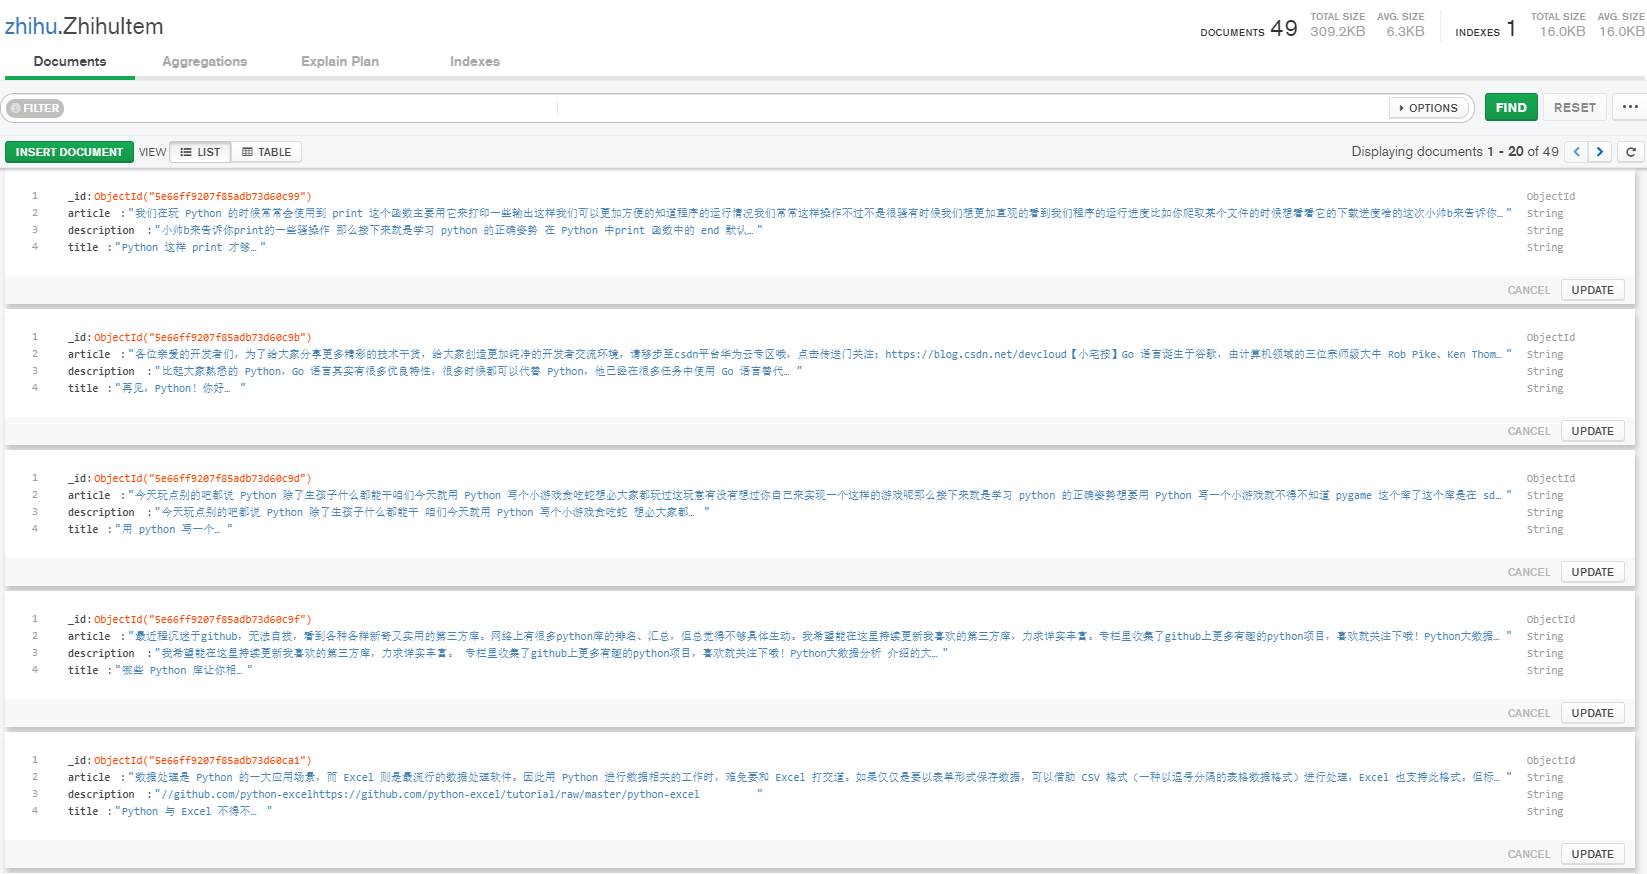 zhihu.ZhihuItem
DOCUMENTS 49 TOTAL SIZE 309.2KB AVG. SIZE 6.3KB INDEXES 1 TOTAL SIZE 16.0KB AVG. SIZE 16.0KB
Documents Aggregations Explain Plan Indexes
FILTER OPTIONS FIND RESET ...
INSERT DOCUMENT VIEW LIST TABLE Displaying documents 1 - 20 of 49
1 _id:ObjectId("5e66ff9207f85adb73d60c99") ObjectId
2 article :"我们在玩 Python 的时候常常会使用到 print 这个函数主要用它来打印一些输出这样我们可以更加方便的知道程序的运行情况我们常常这样操作不过不是很骚有时候我们想更加直观的看到我们程序的运行进度比如你爬取某个文件的时候想看看它的下载进度啥的这次小帅b来告诉你…" String
3 description :"小帅b来告诉你print的一些骚操作 那么接下来就是学习 python 的正确姿势 在 Python 中print 函数中的 end 默认…" String
4 title :"Python 这样 print 才够…" String
CANCEL UPDATE
1 _id:ObjectId("5e66ff9207f85adb73d60c9b") ObjectId
2 article :"各位亲爱的开发者们，为了给大家分享更多精彩的技术干货，给大家创造更加纯净的开发者交流环境，请移步至csdn平台华为云专区哦，点击传送门关注：https://blog.csdn.net/devcloud【小宅按】Go 语言诞生于谷歌，由计算机领域的三位宗师级大牛 Rob Pike、Ken Thom…" String
3 description :"比起大家熟悉的 Python，Go 语言其实有很多优良特性，很多时候都可以代替 Python，他已经在很多任务中使用 Go 语言替代…" String
4 title :"再见，Python！你好… " String
CANCEL UPDATE
1 _id:ObjectId("5e66ff9207f85adb73d60c9d") ObjectId
2 article :"今天玩点别的吧都说 Python 除了生孩子什么都能干咱们今天就用 Python 写个小游戏贪吃蛇想必大家都玩过这玩意有没有想过你自己来实现一个这样的游戏呢那么接下来就是学习 python 的正确姿势想要用 Python 写一个小游戏就不得不知道 pygame 这个库了这个库是在 sd…" String
3 description :"今天玩点别的吧都说 Python 除了生孩子什么都能干 咱们今天就用 Python 写个小游戏贪吃蛇 想必大家都… " String
4 title :"用 python 写一个…" String
CANCEL UPDATE
1 _id:ObjectId("5e66ff9207f85adb73d60c9f") ObjectId
2 article :"最近程沉迷于github，无法自拔，看到各种各样新奇又实用的第三方库。网络上有很多python库的排名、汇总，但总觉得不够具体生动。我希望能在这里持续更新我喜欢的第三方库，力求详实丰富。专栏里收集了github上更多有趣的python项目，喜欢就关注下哦！Python大数据…" String
3 description :"我希望能在这里持续更新我喜欢的第三方库，力求详实丰富。 专栏里收集了github上更多有趣的python项目，喜欢就关注下哦！Python大数据分析 介绍的大…" String
4 title :"哪些 Python 库让你相…" String
CANCEL UPDATE
1 _id:ObjectId("5e66ff9207f85adb73d60ca1") ObjectId
2 article :"数据处理是 Python 的一大应用场景，而 Excel 则是最流行的数据处理软件。因此用 Python 进行数据相关的工作时，难免要和 Excel 打交道。如果仅仅是要以表单形式保存数据，可以借助 CSV 格式（一种以逗号分隔的表格数据格式）进行处理，Excel 也支持此格式。但标…" String
3 description :"//github.com/python-excelhttps://github.com/python-excel/tutorial/raw/master/python-excel " String
4 title :"Python 与 Excel 不得不… " String
CANCEL UPDATE